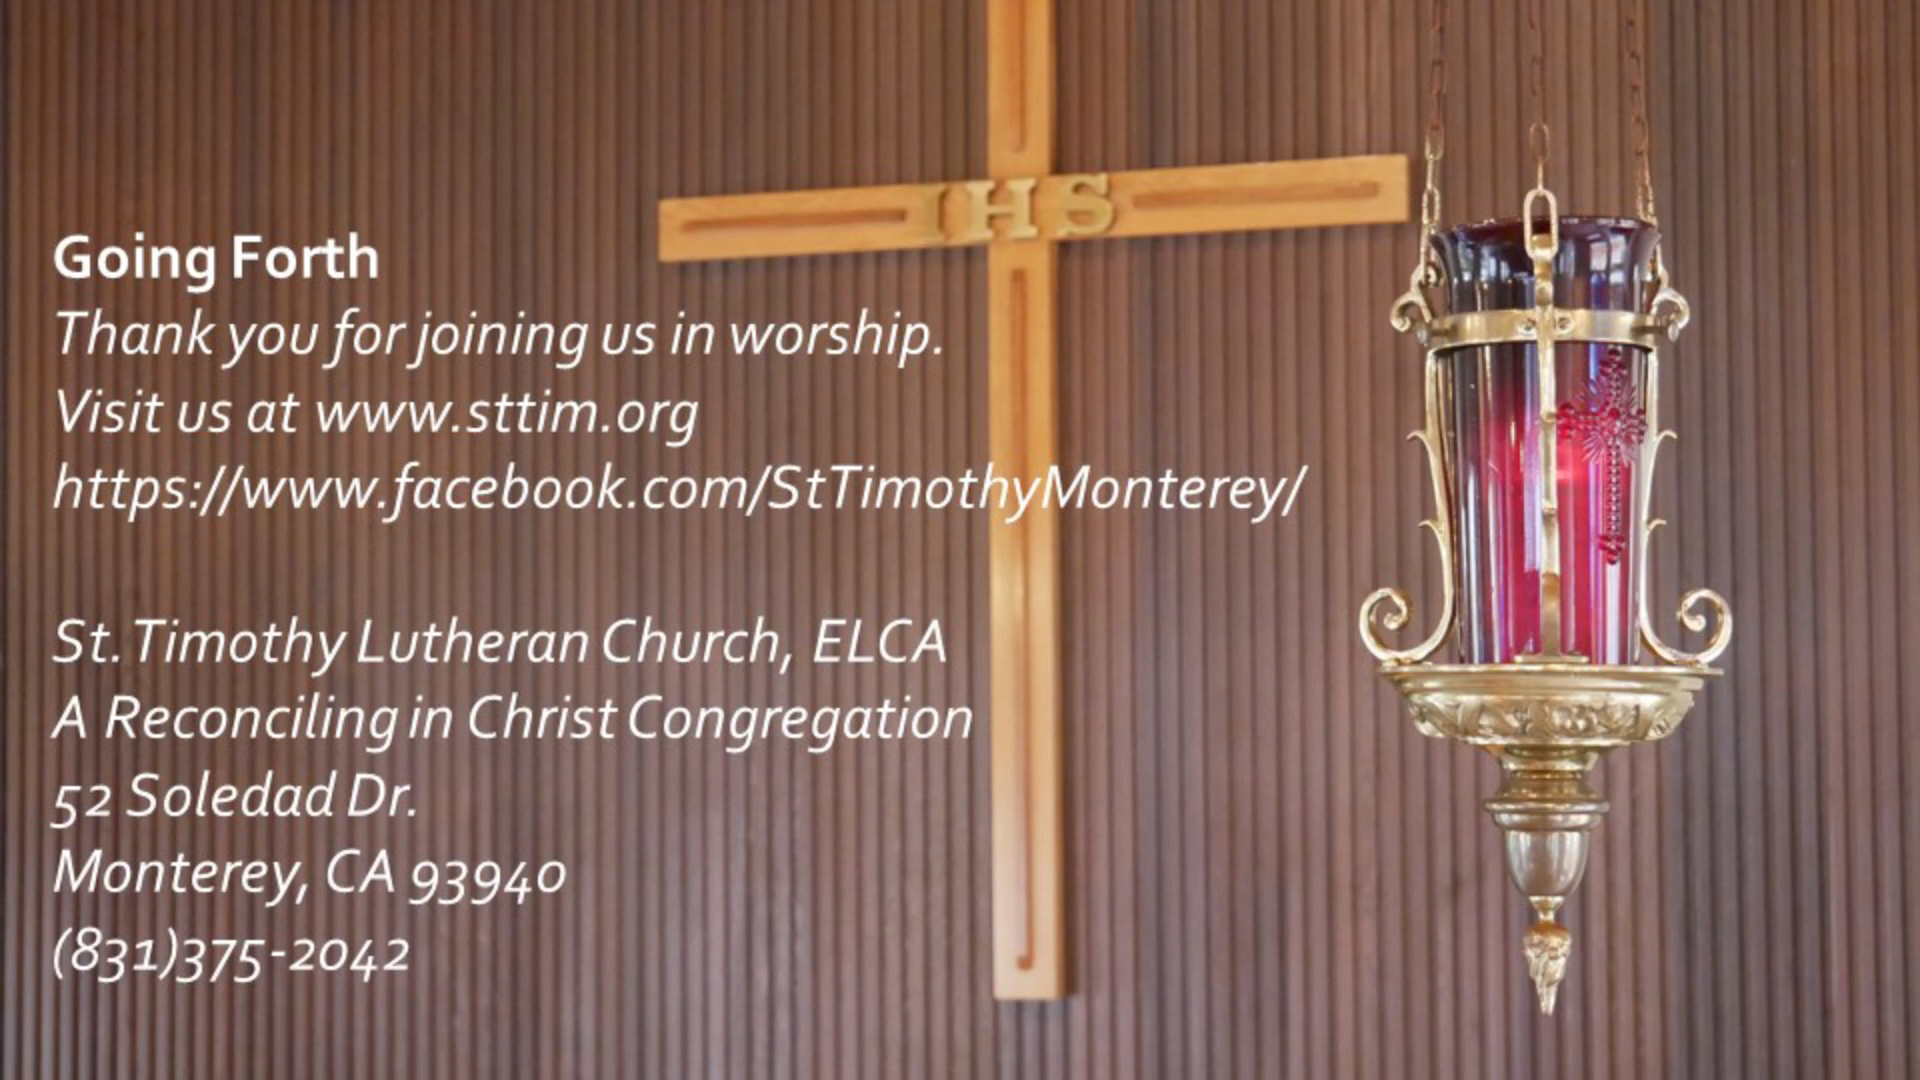 IHS
Going Forth
Thank you for joining us in worship.
Visit us at www.sttim.org
https://www.facebook.com/StTimothyMonterey/
St. Timothy Lutheran Church, ELCA
A Reconciling in Christ Congregation
52 Soledad Dr.
Monterey, CA 93940
(831)375-2042